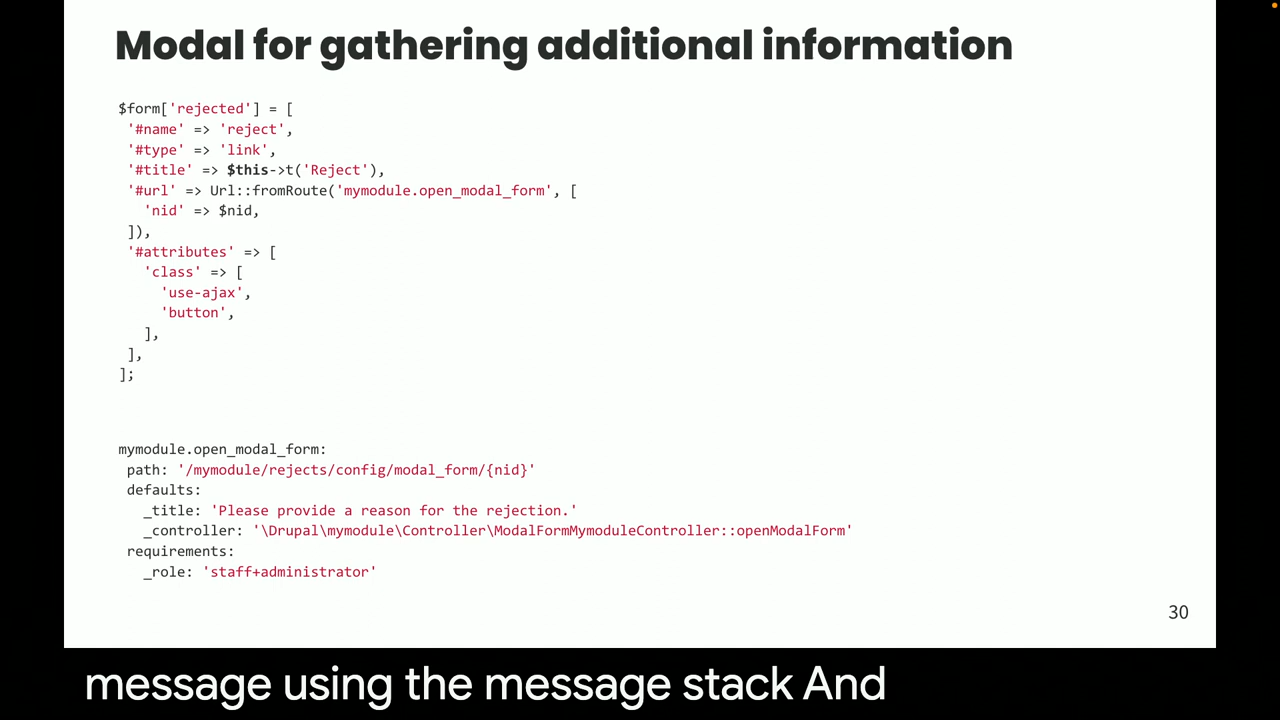 Modal for gathering additional information
$form['rejected'] = [
 '#name' => 'reject',
 '#type' => 'link',
 '#title' => $this->t('Reject'),
 '#url' => Url::fromRoute('mymodule.open_modal_form', [
   'nid' => $nid,
 ]),
 '#attributes' => [
   'class' => [
     'use-ajax',
     'button',
   ],
 ],
];
mymodule.open_modal_form:
 path: '/mymodule/rejects/config/modal_form/{nid}'
 defaults:
   _title: 'Please provide a reason for the rejection.'
   _controller: '\Drupal\mymodule\Controller\ModalFormMymoduleController::openModalForm'
 requirements:
   _role: 'staff+administrator'
30
message using the message stack And